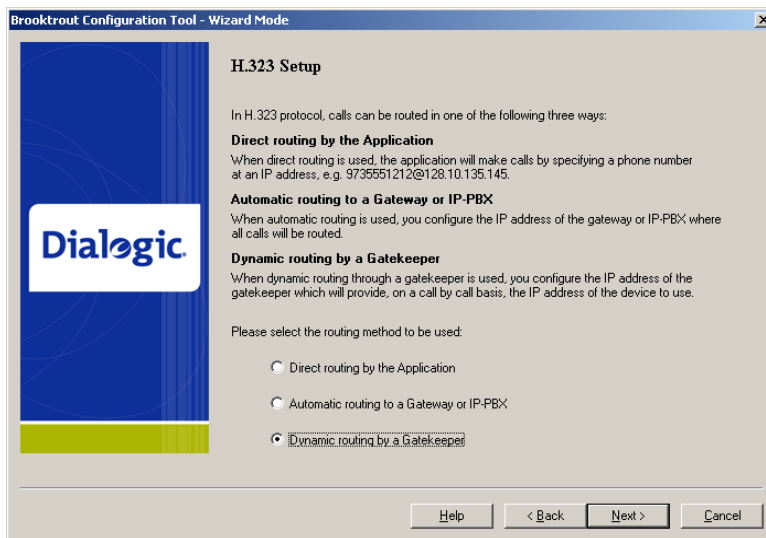 Brooktrout Configuration Tool - Wizard Mode
H.323 Setup
In H.323 protocol, calls can be routed in one of the following three ways:
Direct routing by the Application
When direct routing is used, the application will make calls by specifying a phone number
at an IP address, e.g. 9735551212@128.10.135.145.
Automatic routing to a Gateway or IP-PBX
When automatic routing is used, you configure the IP address of the gateway or IP-PBX where
all calls will be routed.
Dialogic.
Dynamic routing by a Gatekeeper
When dynamic routing through a gatekeeper is used, you configure the IP address of the
gatekeeper which will provide, on a call by call basis, the IP address of the device to use.
Please select the routing method to be used:
Direct routing by the Application
Automatic routing to a Gateway or IP-PBX
Dynamic routing by a Gatekeeper
Help < Back Next > Cancel